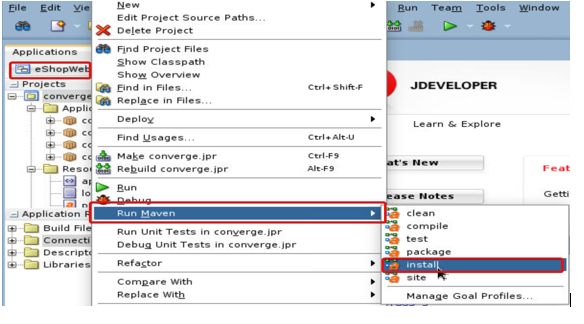 File Edit Vie
Run Team Tools Window
Applications
eShopWeb
Projects
converge
Applic
co
co
co
co
Resou
ap
lo
Application R
Build File
Connecti
Descript
Libraries
New
Edit Project Source Paths...
Delete Project
Find Project Files
Show Classpath
Show Overview
Find in Files... Ctrl+Shift-F
Replace in Files...
Deploy
Find Usages... Ctrl+Alt-U
Make converge.jpr Ctrl-F9
Rebuild converge.jpr Alt-F9
Run
Debug
Run Maven
Run Unit Tests in converge.jpr
Debug Unit Tests in converge.jpr
Refactor
Compare With
Replace With
clean
compile
test
package
install
site
Manage Goal Profiles...
JDEVELOPER
Learn & Explore
at's New
ease Notes
Feat
Getti